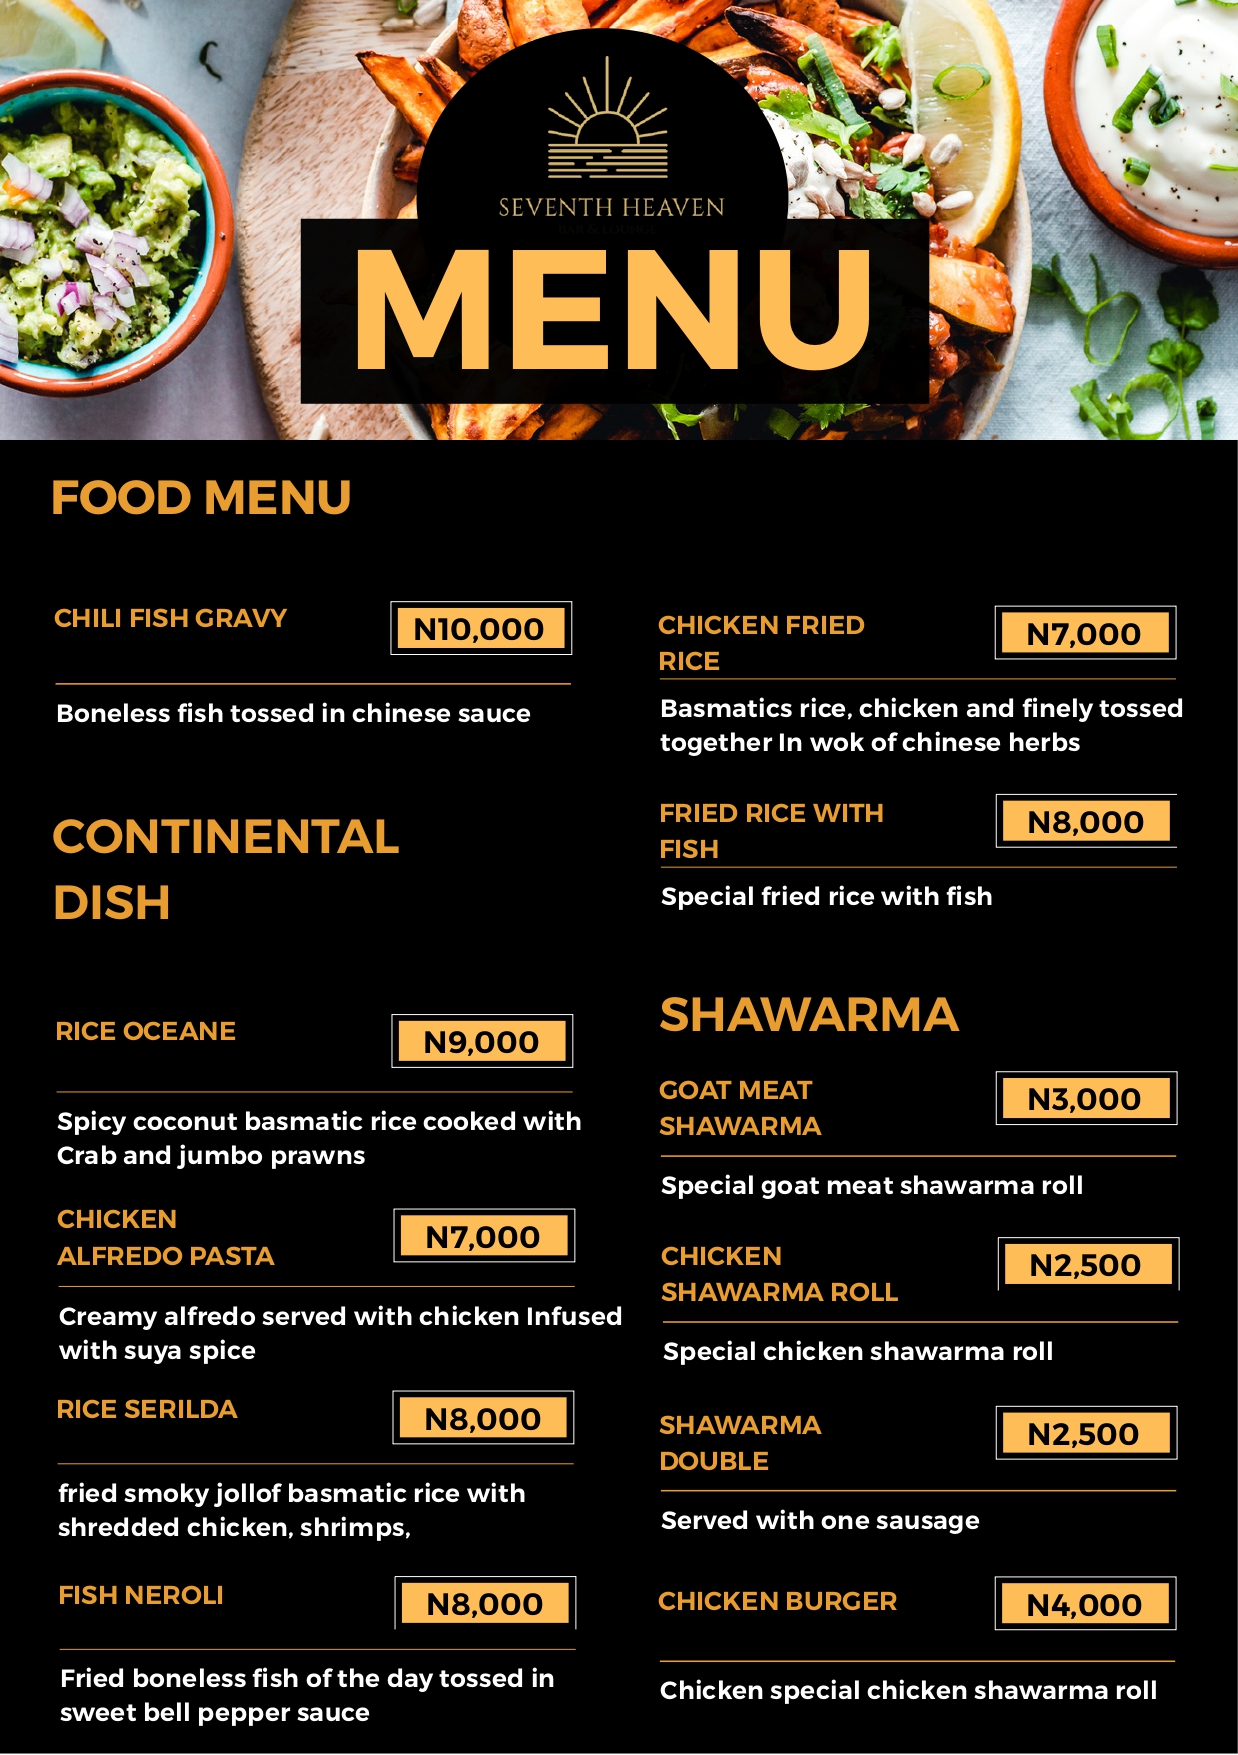 SEVENTH HEAVEN
BAR & LOUNGE
MENU
FOOD MENU
CHILI FISH GRAVY
N10,000
Boneless fish tossed in chinese sauce
CONTINENTAL
DISH
RICE OCEANE
N9,000
Spicy coconut basmatic rice cooked with
Crab and jumbo prawns
CHICKEN
ALFREDO PASTA
N7,000
Creamy alfredo served with chicken Infused
with suya spice
RICE SERILDA
N8,000
fried smoky jollof basmatic rice with
shredded chicken, shrimps,
FISH NEROLI
N8,000
Fried boneless fish of the day tossed in
sweet bell pepper sauce
CHICKEN FRIED
RICE
N7,000
Basmatics rice, chicken and finely tossed
together In wok of chinese herbs
FRIED RICE WITH
FISH
N8,000
Special fried rice with fish
SHAWARMA
GOAT MEAT
SHAWARMA
N3,000
Special goat meat shawarma roll
CHICKEN
SHAWARMA ROLL
N2,500
Special chicken shawarma roll
SHAWARMA
DOUBLE
N2,500
Served with one sausage
CHICKEN BURGER
N4,000
Chicken special chicken shawarma roll